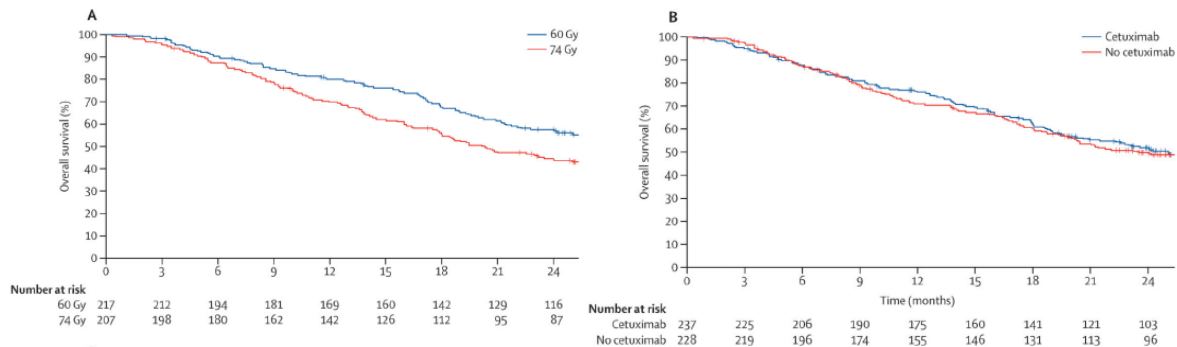 A
60 Gy
74 Gy
Overall survival (%)
100
90
80
70
60
50
40
30
20
10
0
0 3 6 9 12 15 18 21 24
Number at risk
60 Gy 217 212 194 181 169 160 142 129 116
74 Gy 207 198 180 162 142 126 112 95 87
B
Cetuximab
No cetuximab
Overall survival (%)
100
90
80
70
60
50
40
30
20
10
0
0 3 6 9 12 15 18 21 24
Time (months)
Number at risk
Cetuximab 237 225 206 190 175 160 141 121 103
No cetuximab 228 219 196 174 155 146 131 113 96